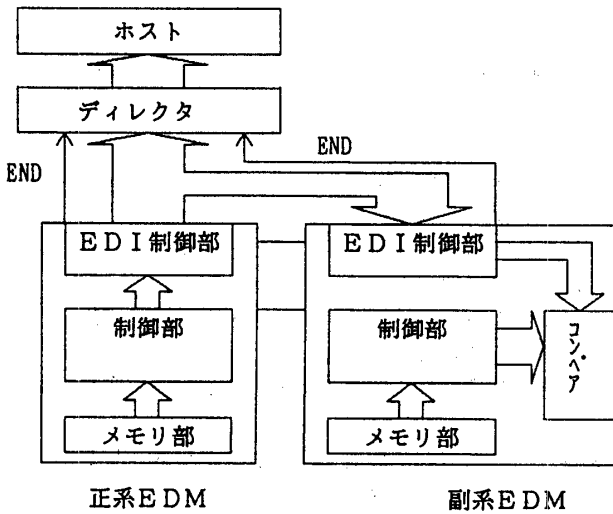 ホスト
ディレクタ
END
END
EDI制御部
EDI制御部
制御部
制御部
コンペア
メモリ部
メモリ部
正系EDM
副系EDM